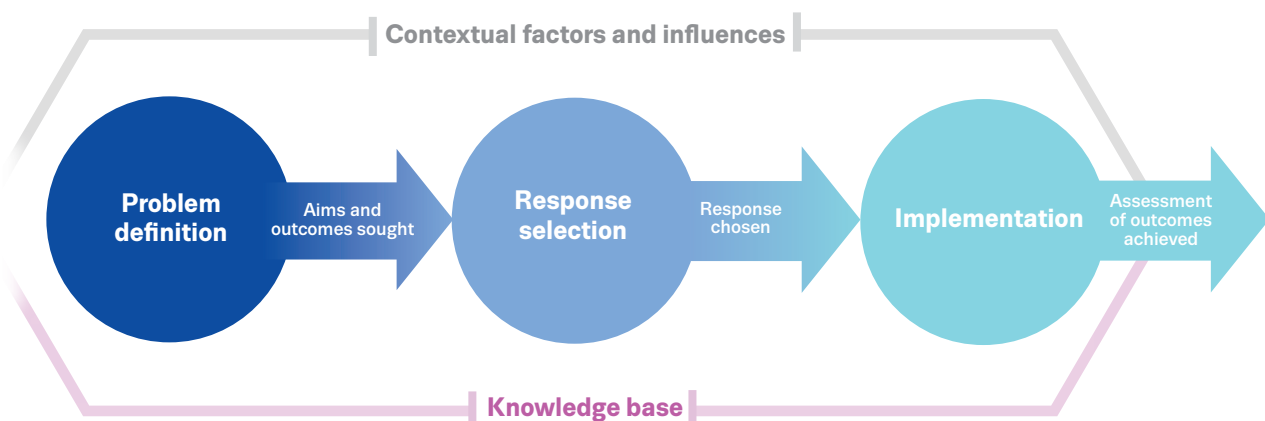 Contextual factors and influences
Problem
definition
Aims and
outcomes sought
Response
selection
Response
chosen
Implementation
Assessment
of outcomes
achieved
Knowledge base